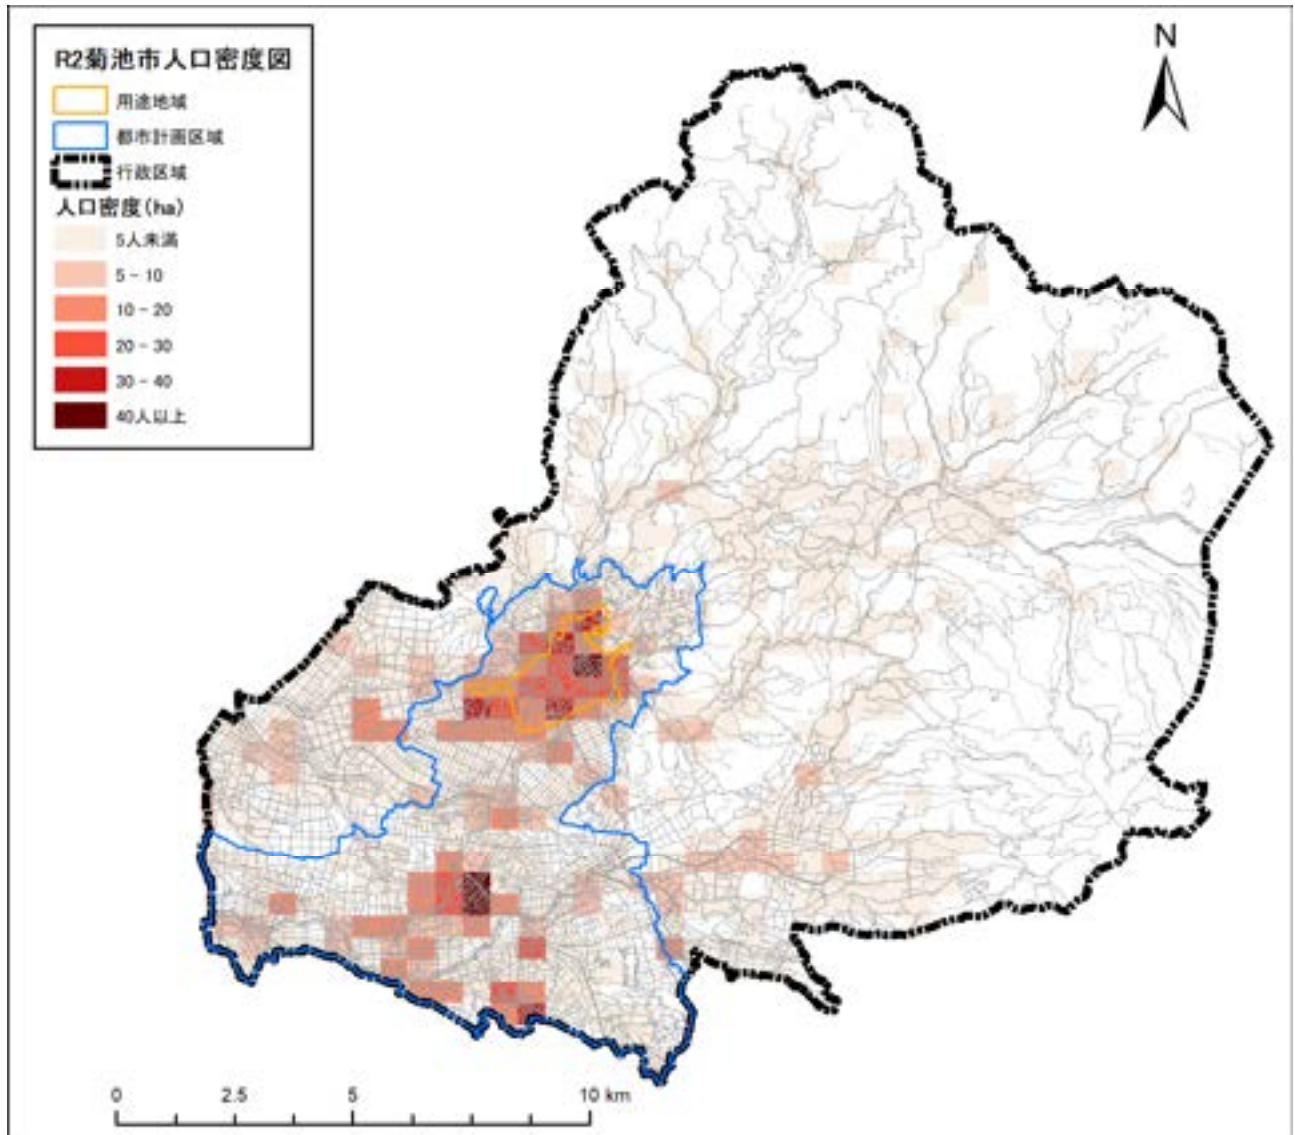 R2菊池市人口密度図
用途地域
都市計画区域
行政区域
人口密度(ha)
5人未満
5 - 10
10 - 20
20 - 30
30 - 40
40人以上
N
0 2.5 5 10 km